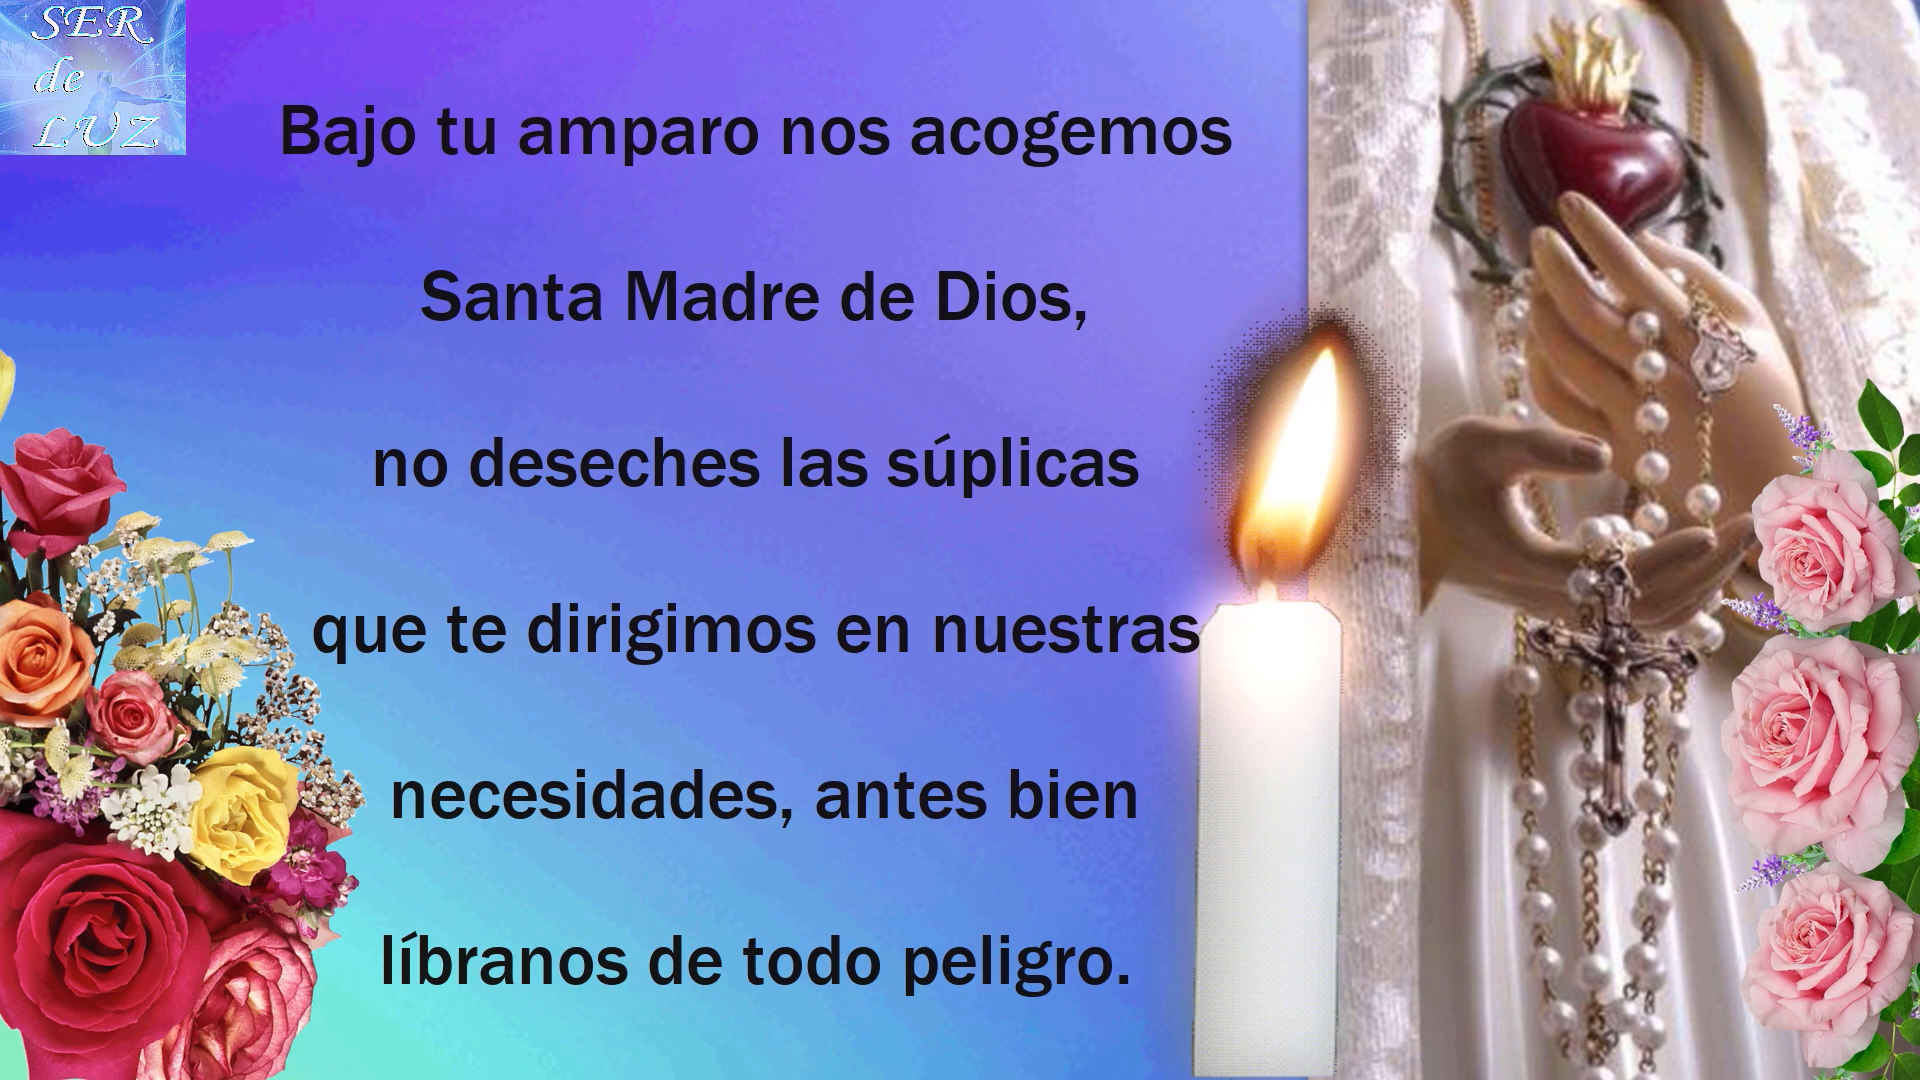 SER
de
LUZ
Bajo tu amparo nos acogemos
Santa Madre de Dios,
no deseches las súplicas
que te dirigimos en nuestras
necesidades, antes bien
líbranos de todo peligro.